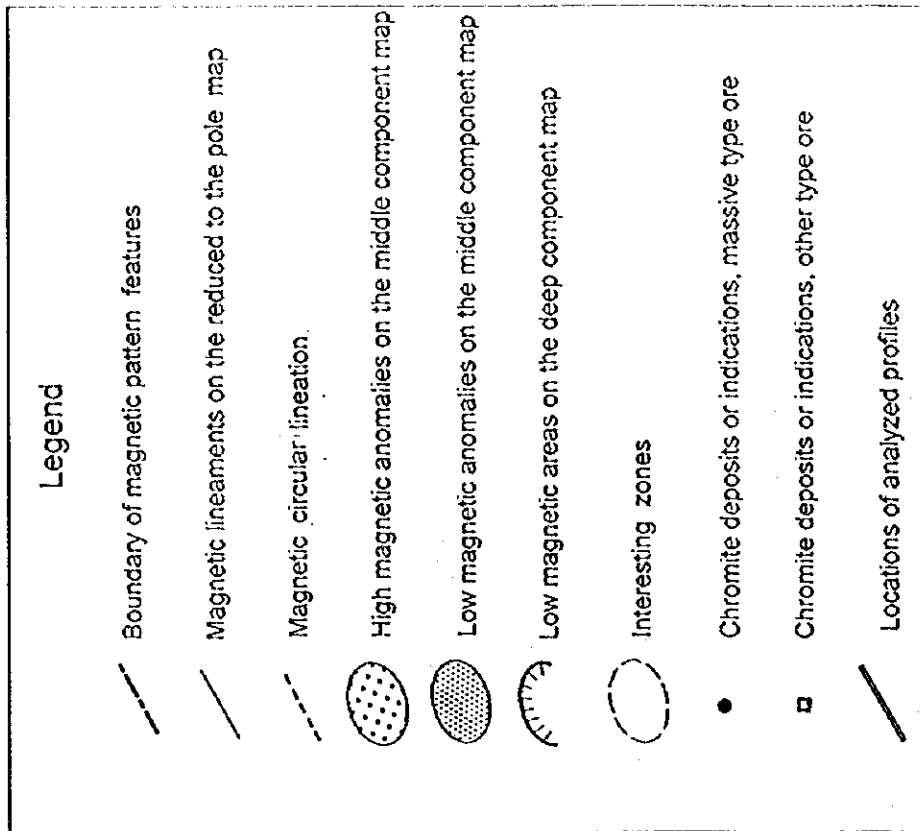 Legend
Boundary of magnetic pattern features
Magnetic lineaments on the reduced to the pole map
Magnetic circular lineation.
High magnetic anomalies on the middle component map
Low magnetic anomalies on the middle component map
Low magnetic areas on the deep component map
Interesting zones
Chromite deposits or indications, massive type ore
Chromite deposits or indications, other type ore
Locations of analyzed profiles